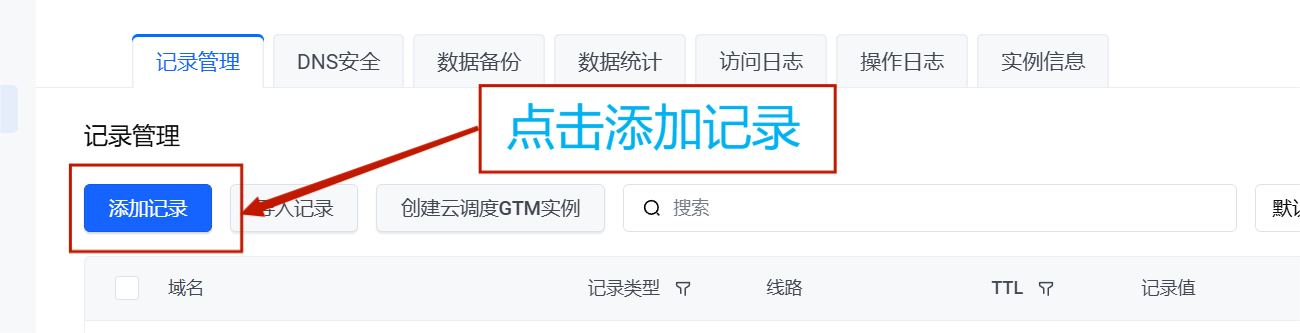 记录管理 DNS安全 数据备份 数据统计 访问日志 操作日志 实例信息
点击添加记录
记录管理
添加记录 导入记录 创建云调度GTM实例 搜索 默认
域名 记录类型 线路 TTL 记录值